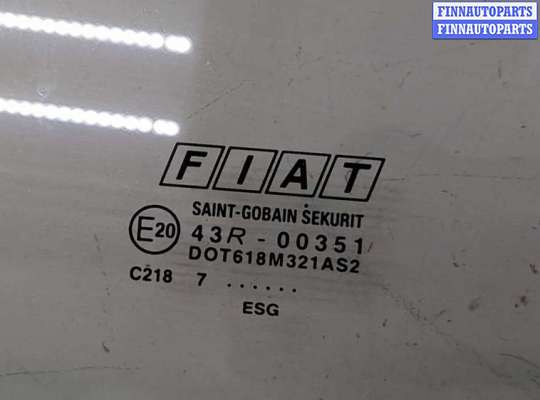 FINNAUTOPARTS
FINNAUTOPARTS
FIAT
SAINT-GOBAIN SEKURIT
E20 43R-00351
DOT618M321AS2
C218 7 ......
ESG